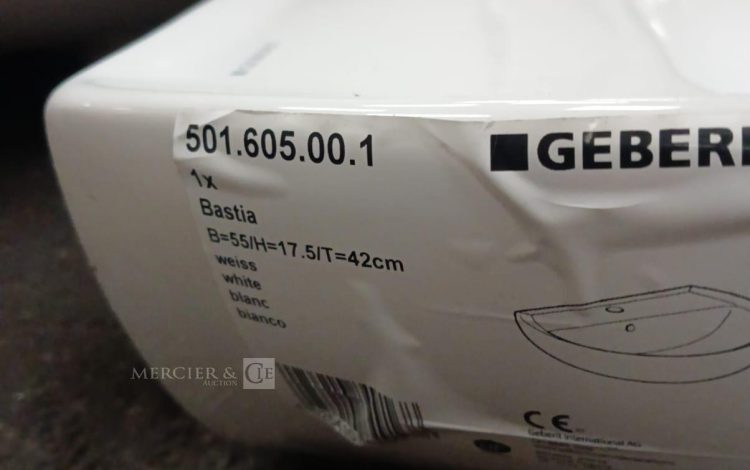 501.605.00.1
GEBERI
1x
Bastia
B=55/H=17.5/T=42cm
weiss
white
blanc
bianco
MERCIER & CIE
AUCTION
CE
Geberit International AG